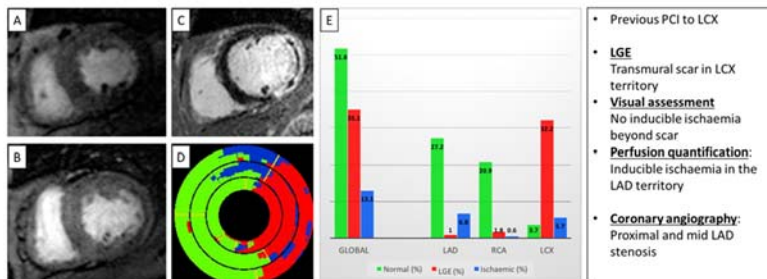 A
B
C
D
E
51.8
35.1
13.1
27.2
1
6.8
20.9
0.6
3.7
32.2
5.7
GLOBAL LAD RCA LCX
Normal (%) LGE (%) Ischaemic (%)
• Previous PCI to LCX
• LGE
Transmural scar in LCX
territory
• Visual assessment
No inducible ischaemia
beyond scar
• Perfusion quantification:
Inducible ischaemia in the
LAD territory
• Coronary angiography:
Proximal and mid LAD
stenosis